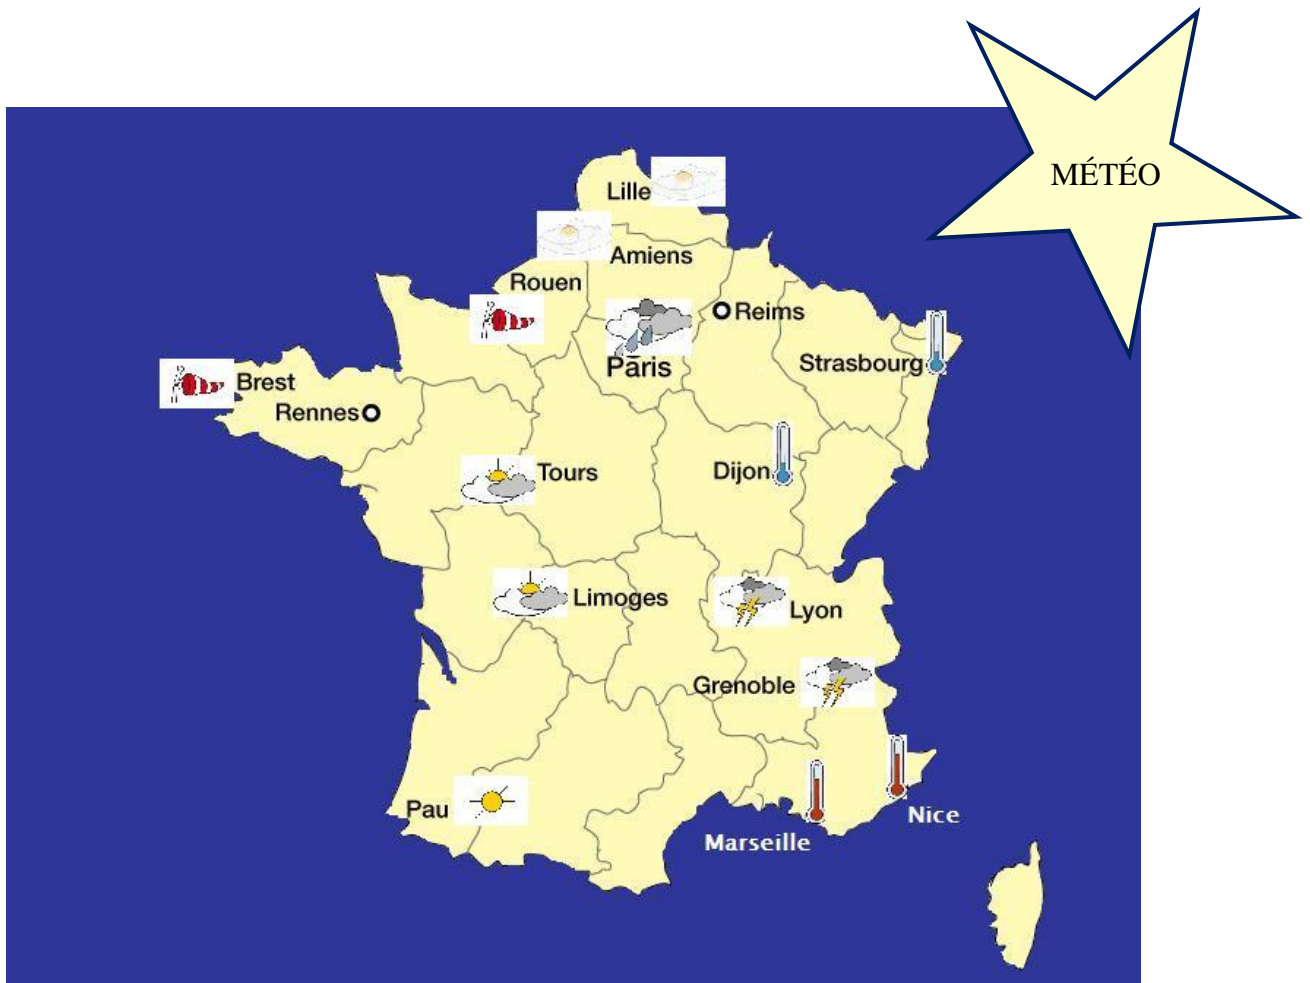 MÉTÉO
Lille
Amiens
Rouen
Reims
Paris
Strasbourg
Brest
Rennes
Tours
Dijon
Limoges
Lyon
Grenoble
Pau
Nice
Marseille